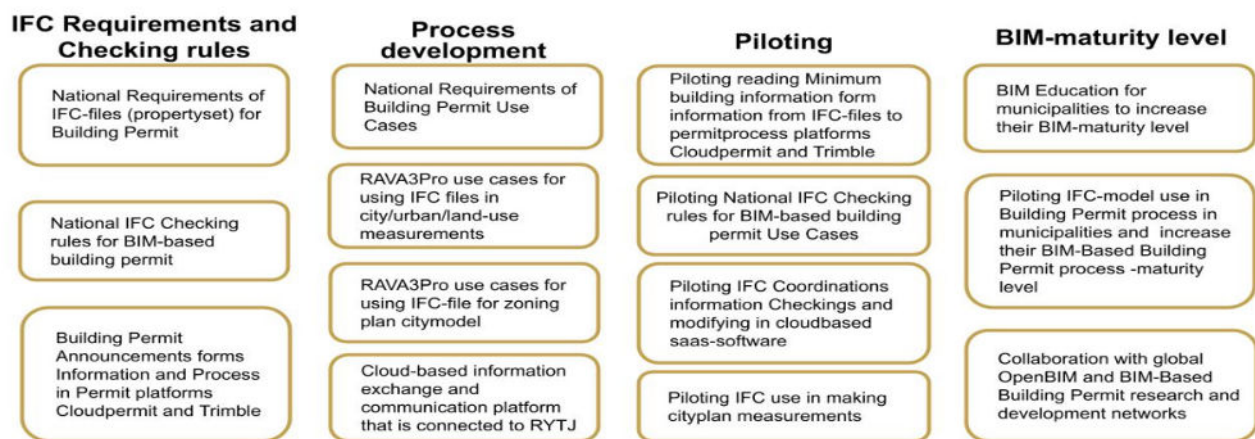 IFC Requirements and
Checking rules
National Requirements of
IFC-files (propertyset) for
Building Permit
National IFC Checking
rules for BIM-based
building permit
Building Permit
Announcements forms
Information and Process
in Permit platforms
Cloudpermit and Trimble
Process
development
National Requirements of
Building Permit Use
Cases
RAVA3Pro use cases for
using IFC files in
city/urban/land-use
measurements
RAVA3Pro use cases for
using IFC-file for zoning
plan citymodel
Cloud-based information
exchange and
communication platform
that is connected to RYTJ
Piloting
Piloting reading Minimum
building information form
information from IFC-files to
permitprocess platforms
Cloudpermit and Trimble
Piloting National IFC Checking
rules for BIM-based building
permit Use Cases
Piloting IFC Coordinations
information Checkings and
modifying in cloudbased
saas-software
Piloting IFC use in making
cityplan measurements
BIM-maturity level
BIM Education for
municipalities to increase
their BIM-maturity level
Piloting IFC-model use in
Building Permit process in
municipalities and increase
their BIM-Based Building
Permit process -maturity
level
Collaboration with global
OpenBIM and BIM-Based
Building Permit research and
development networks